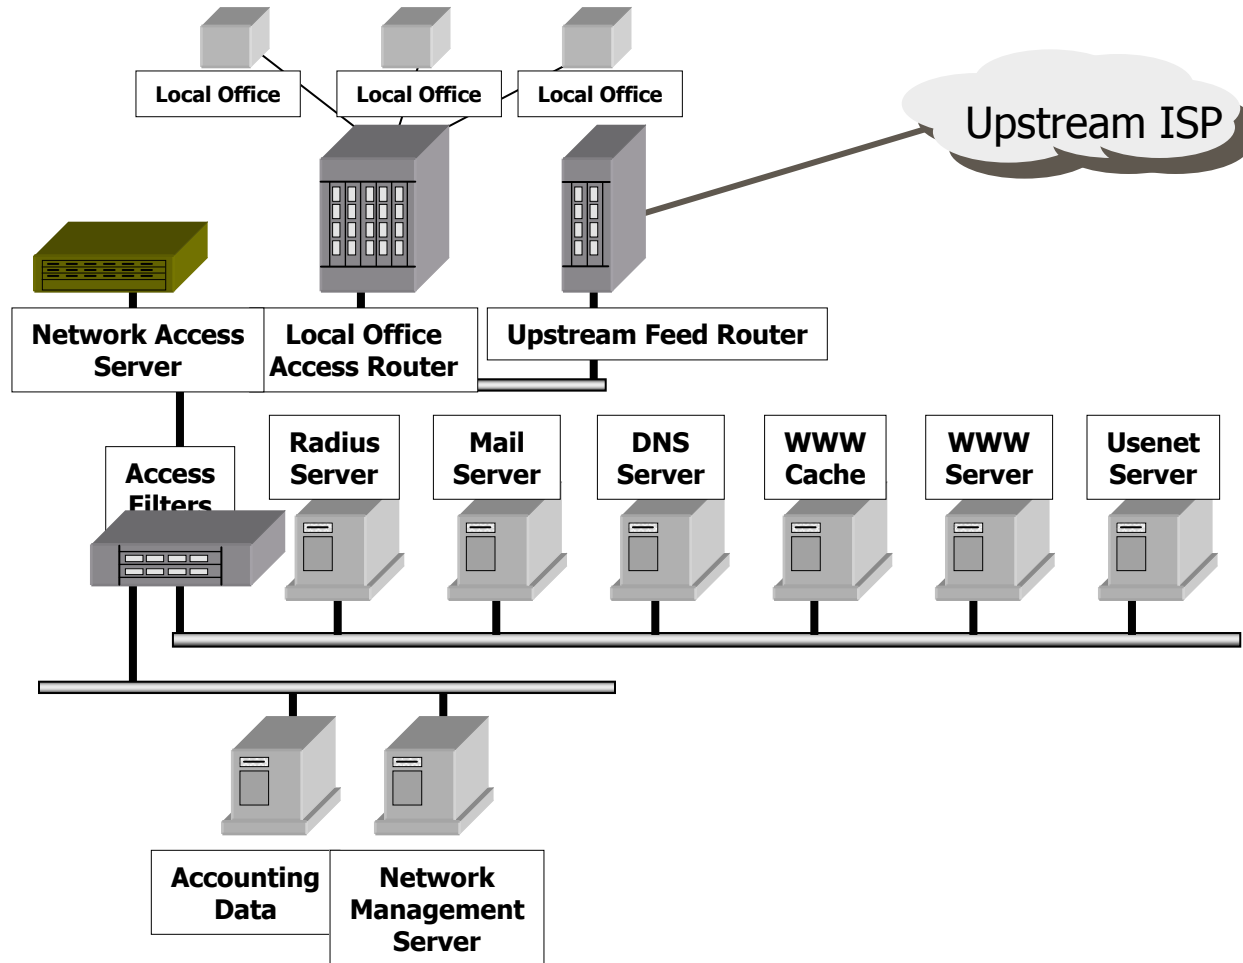 Local Office
Local Office
Local Office
Upstream ISP
Network Access
Server
Local Office
Access Router
Upstream Feed Router
Access
Filters
Radius
Server
Mail
Server
DNS
Server
WWW
Cache
WWW
Server
Usenet
Server
Accounting
Data
Network
Management
Server